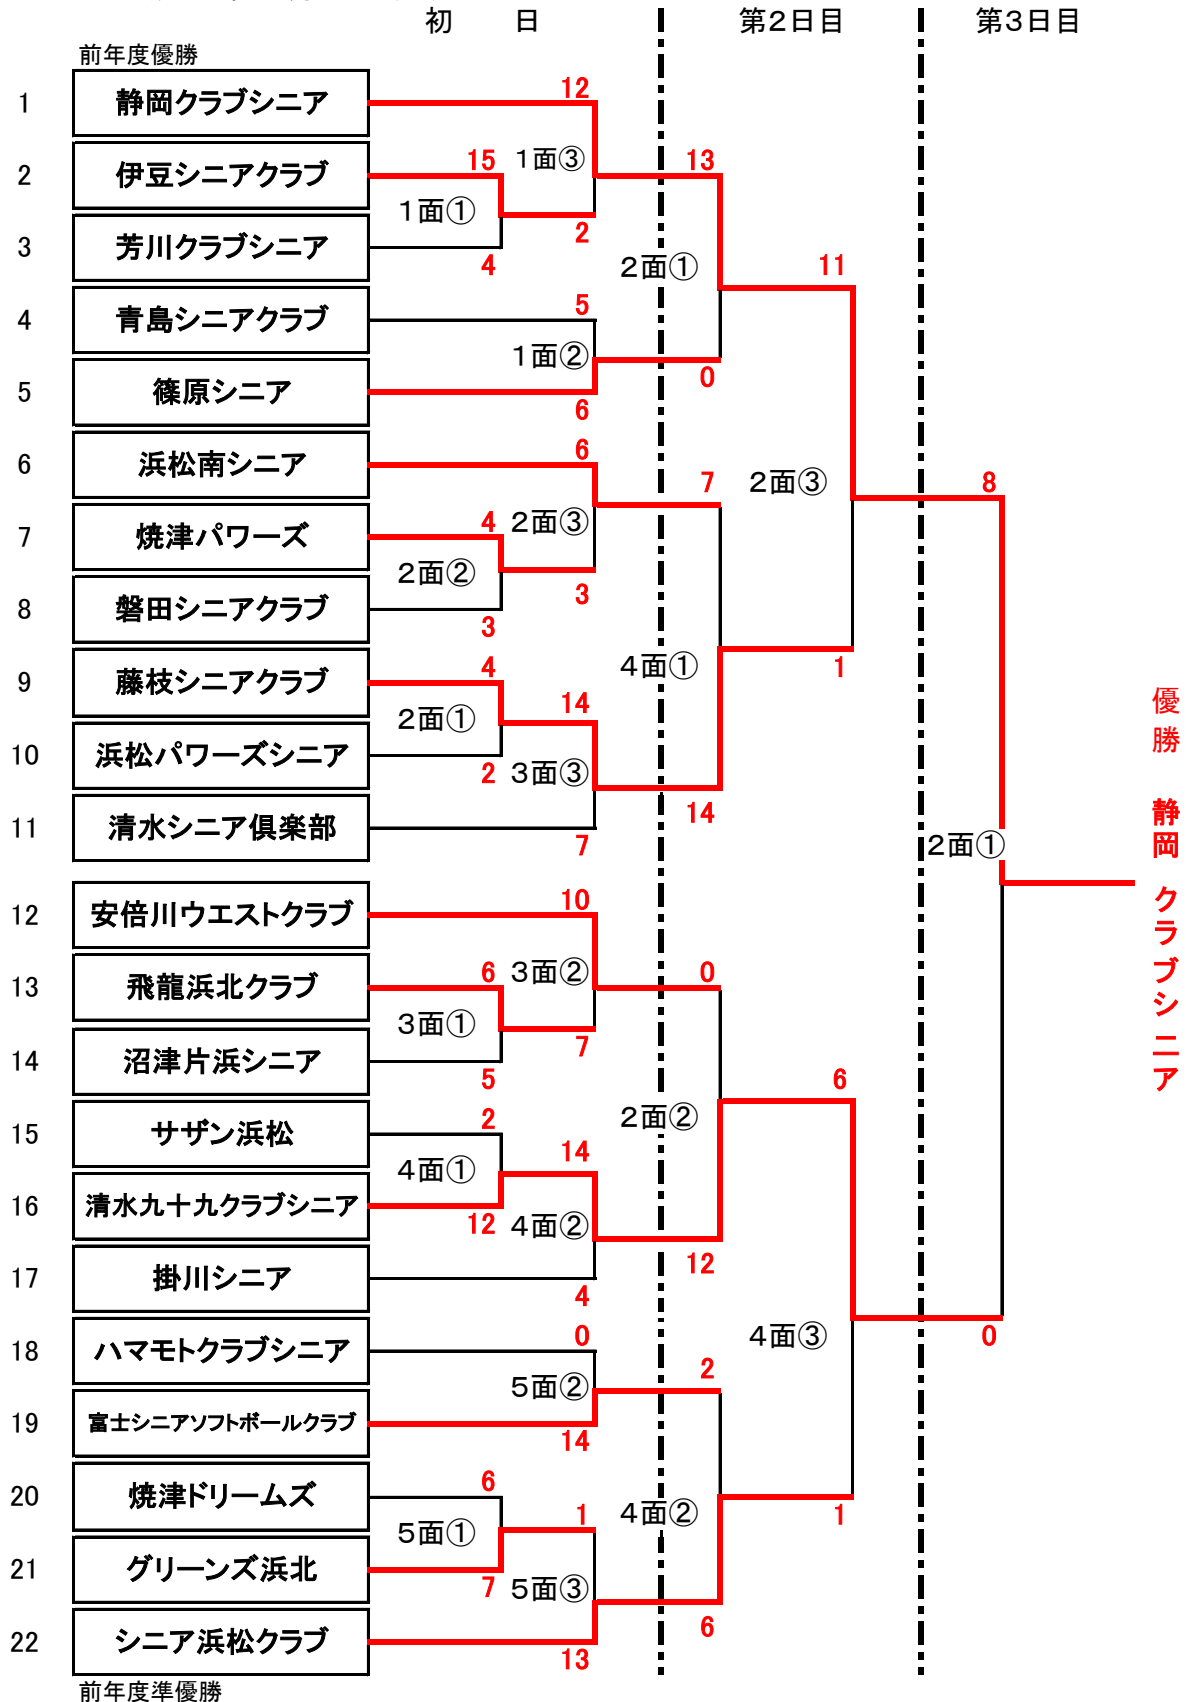 初　日　第2日目　第3日目
前年度優勝
1 静岡クラブシニア 12
1面③
2 伊豆シニアクラブ 15 13
1面①
3 芳川クラブシニア 4 2
2面① 11
4 青島シニアクラブ 5
1面②
5 篠原シニア 6 0
6 浜松南シニア 6
7 2面③ 8
7 焼津パワーズ 4 2面③
2面②
8 磐田シニアクラブ 3 3
9 藤枝シニアクラブ 4 14 4面① 1
2面①
10 浜松パワーズシニア 2 3面③
14
11 清水シニア倶楽部 7
2面①
優勝　静岡クラブシニア
12 安倍川ウエストクラブ 10
3面②
13 飛龍浜北クラブ 6 0
3面①
14 沼津片浜シニア 5 7
6
15 サザン浜松 2 14 2面②
4面①
16 清水九十九クラブシニア 12 4面②
12
17 掛川シニア 4
4面③ 0
18 ハマモトクラブシニア 0
5面② 2
19 富士シニアソフトボールクラブ 14
20 焼津ドリームズ 6 1 4面② 1
5面①
21 グリーンズ浜北 7 5面③
6
22 シニア浜松クラブ 13
前年度準優勝